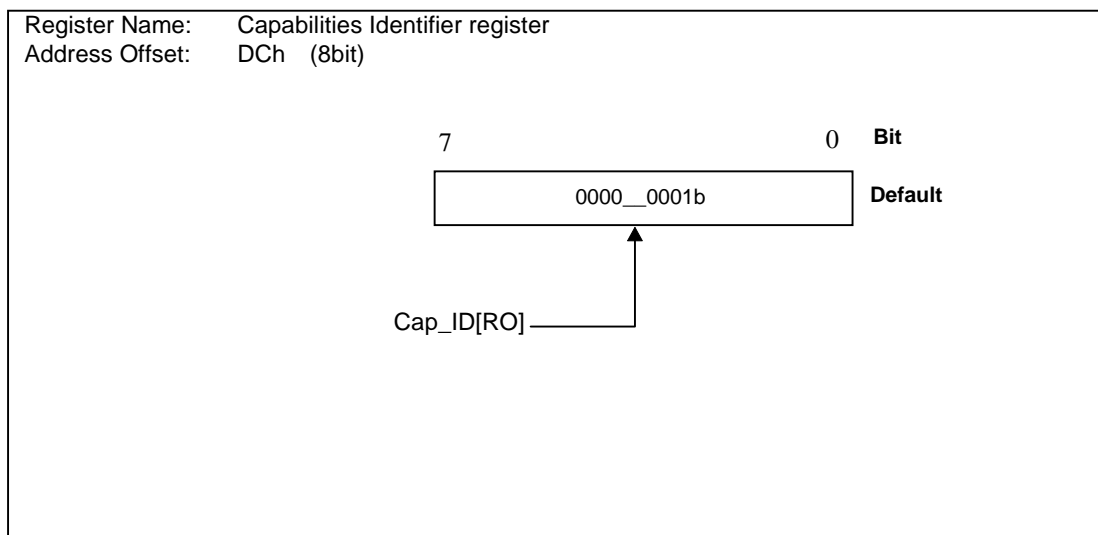 Register Name: Capabilities Identifier register
Address Offset: DCh (8bit)
7 0 Bit
0000__0001b Default
Cap_ID[RO]